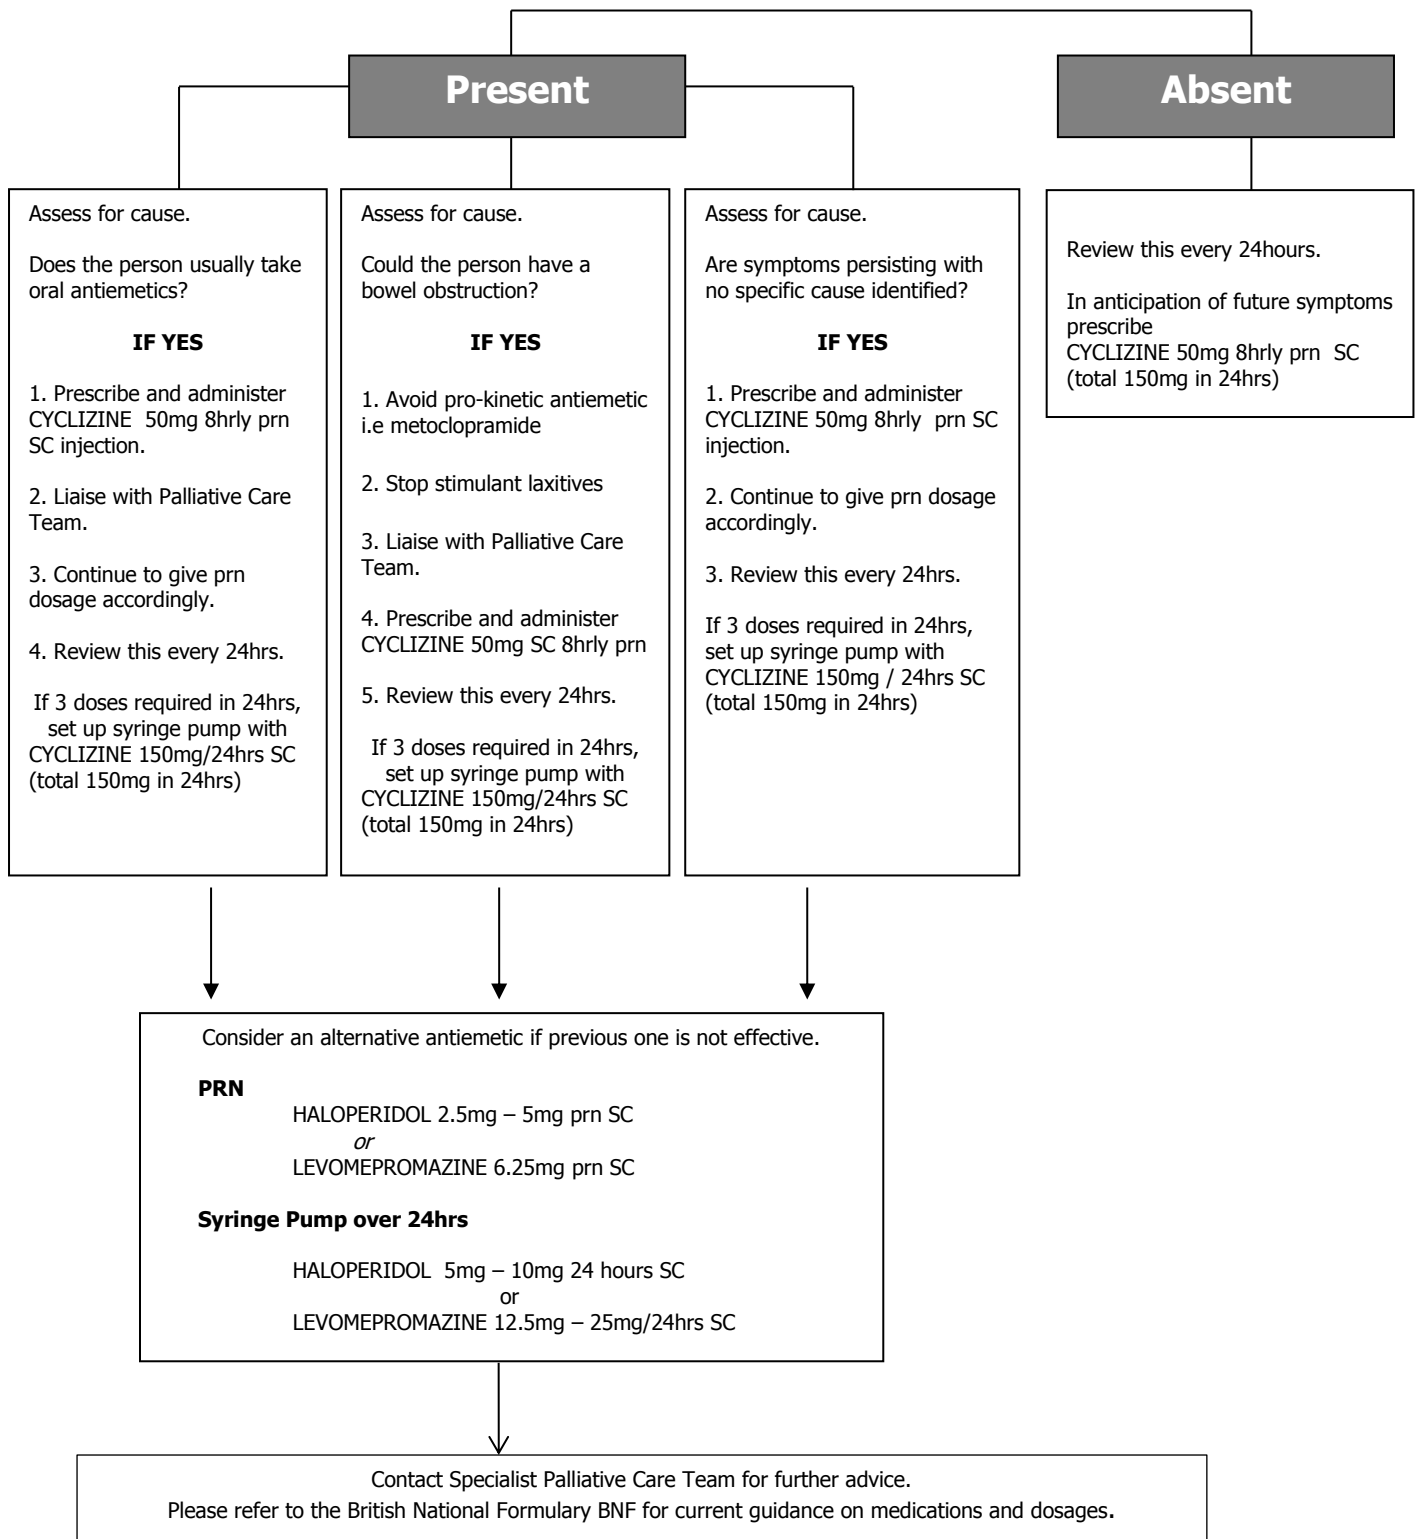 Present
Absent
Assess for cause.
Does the person usually take
oral antiemetics?
IF YES
1. Prescribe and administer
CYCLIZINE 50mg 8hrly prn
SC injection.
2. Liaise with Palliative Care
Team.
3. Continue to give prn
dosage accordingly.
4. Review this every 24hrs.
If 3 doses required in 24hrs,
set up syringe pump with
CYCLIZINE 150mg/24hrs SC
(total 150mg in 24hrs)
Assess for cause.
Could the person have a
bowel obstruction?
IF YES
1. Avoid pro-kinetic antiemetic
i.e metoclopramide
2. Stop stimulant laxitives
3. Liaise with Palliative Care
Team.
4. Prescribe and administer
CYCLIZINE 50mg SC 8hrly prn
5. Review this every 24hrs.
If 3 doses required in 24hrs,
set up syringe pump with
CYCLIZINE 150mg/24hrs SC
(total 150mg in 24hrs)
Assess for cause.
Are symptoms persisting with
no specific cause identified?
IF YES
1. Prescribe and administer
CYCLIZINE 50mg 8hrly prn SC
injection.
2. Continue to give prn dosage
accordingly.
3. Review this every 24hrs.
If 3 doses required in 24hrs,
set up syringe pump with
CYCLIZINE 150mg / 24hrs SC
(total 150mg in 24hrs)
Review this every 24hours.
In anticipation of future symptoms
prescribe
CYCLIZINE 50mg 8hrly prn SC
(total 150mg in 24hrs)
Consider an alternative antiemetic if previous one is not effective.
PRN
HALOPERIDOL 2.5mg – 5mg prn SC
or
LEVOMEPROMAZINE 6.25mg prn SC
Syringe Pump over 24hrs
HALOPERIDOL 5mg – 10mg 24 hours SC
or
LEVOMEPROMAZINE 12.5mg – 25mg/24hrs SC
Contact Specialist Palliative Care Team for further advice.
Please refer to the British National Formulary BNF for current guidance on medications and dosages.